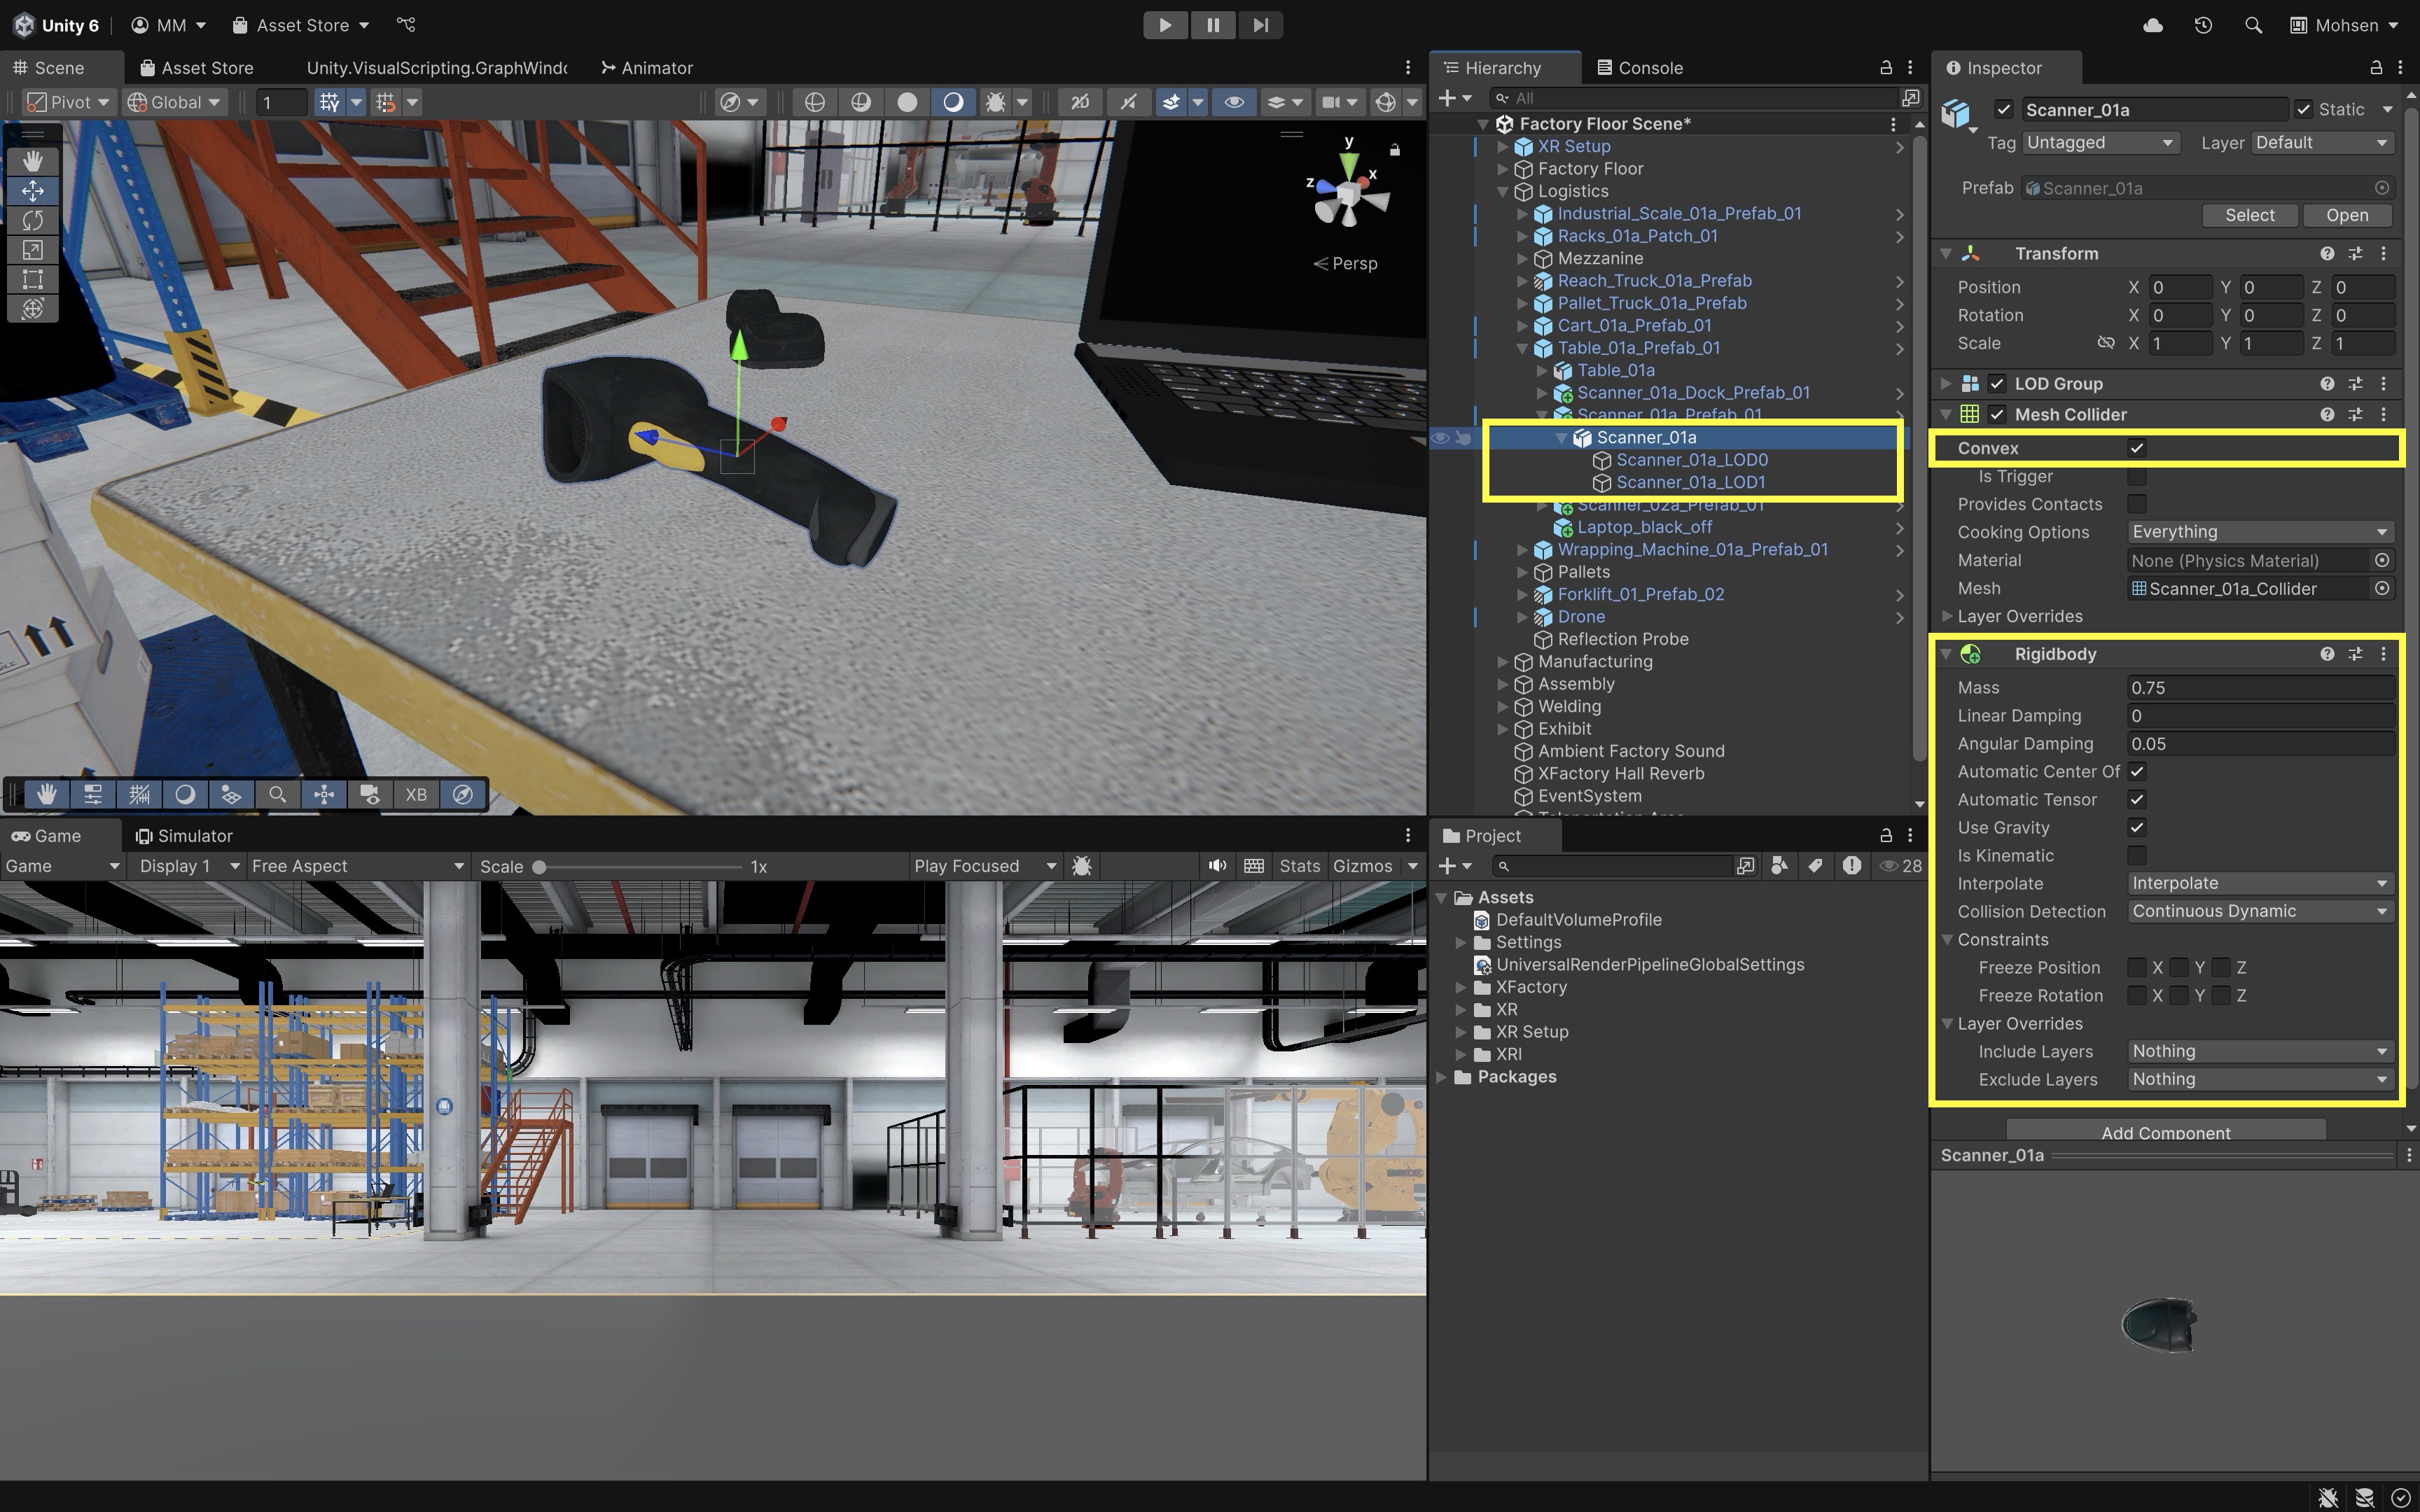 Unity 6
MM
Asset Store
Mohsen
Scene
Asset Store
Unity.VisualScripting.GraphWindo
Animator
Pivot
Global
1
2D
y
x
z
Persp
XB
Game
Simulator
Game
Display 1
Free Aspect
Scale
1x
Play Focused
Stats
Gizmos
Hierarchy
Console
All
Factory Floor Scene*
XR Setup
Factory Floor
Logistics
Industrial_Scale_01a_Prefab_01
Racks_01a_Patch_01
Mezzanine
Reach_Truck_01a_Prefab
Pallet_Truck_01a_Prefab
Cart_01a_Prefab_01
Table_01a_Prefab_01
Table_01a
Scanner_01a_Dock_Prefab_01
Scanner_01a_Prefab_01
Scanner_01a
Scanner_01a_LOD0
Scanner_01a_LOD1
Scanner_02a_Prefab_01
Laptop_black_off
Wrapping_Machine_01a_Prefab_01
Pallets
Forklift_01_Prefab_02
Drone
Reflection Probe
Manufacturing
Assembly
Welding
Exhibit
Ambient Factory Sound
XFactory Hall Reverb
EventSystem
Project
28
Assets
DefaultVolumeProfile
Settings
UniversalRenderPipelineGlobalSettings
XFactory
XR
XR Setup
XRI
Packages
Inspector
Scanner_01a
Static
Tag
Untagged
Layer
Default
Prefab
Scanner_01a
Select
Open
Transform
Position X 0 Y 0 Z 0
Rotation X 0 Y 0 Z 0
Scale X 1 Y 1 Z 1
LOD Group
Mesh Collider
Convex
Is Trigger
Provides Contacts
Cooking Options Everything
Material None (Physics Material)
Mesh Scanner_01a_Collider
Layer Overrides
Rigidbody
Mass 0.75
Linear Damping 0
Angular Damping 0.05
Automatic Center Of
Automatic Tensor
Use Gravity
Is Kinematic
Interpolate Interpolate
Collision Detection Continuous Dynamic
Constraints
Freeze Position X Y Z
Freeze Rotation X Y Z
Layer Overrides
Include Layers Nothing
Exclude Layers Nothing
Add Component
Scanner_01a